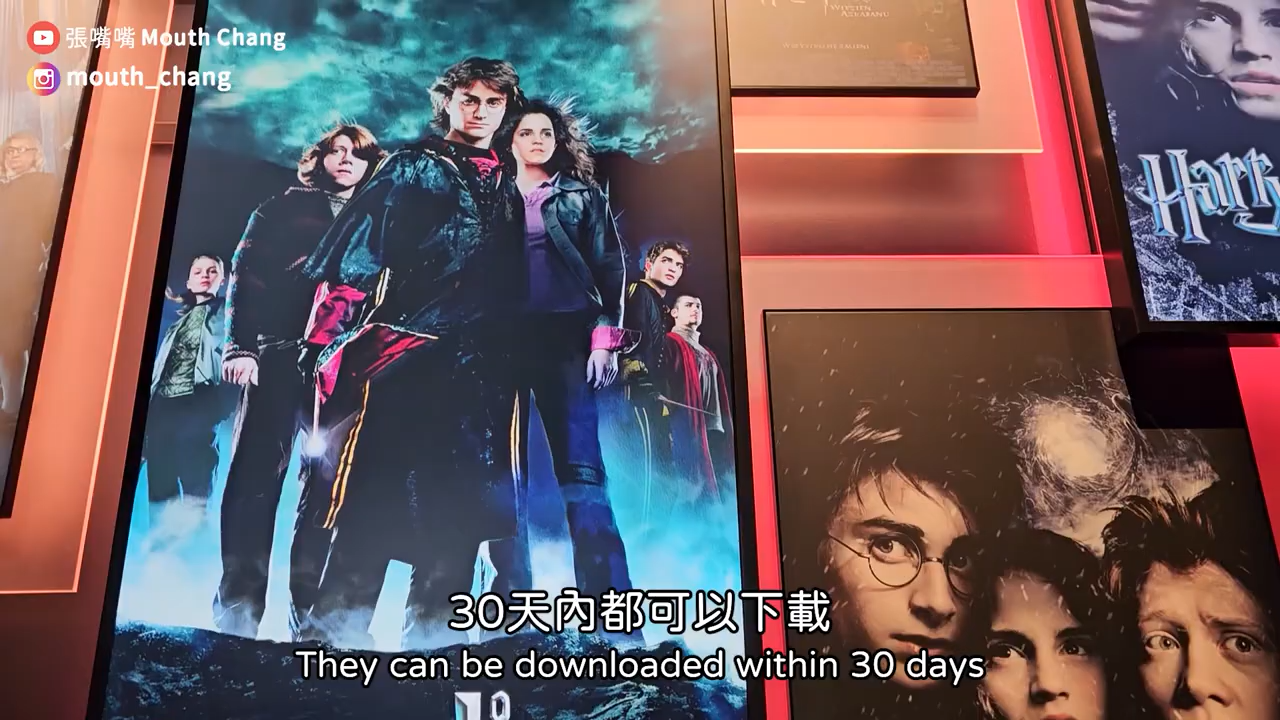 張嘴嘴 Mouth Chang
mouth_chang
Harr
30天內都可以下載
They can be downloaded within 30 days